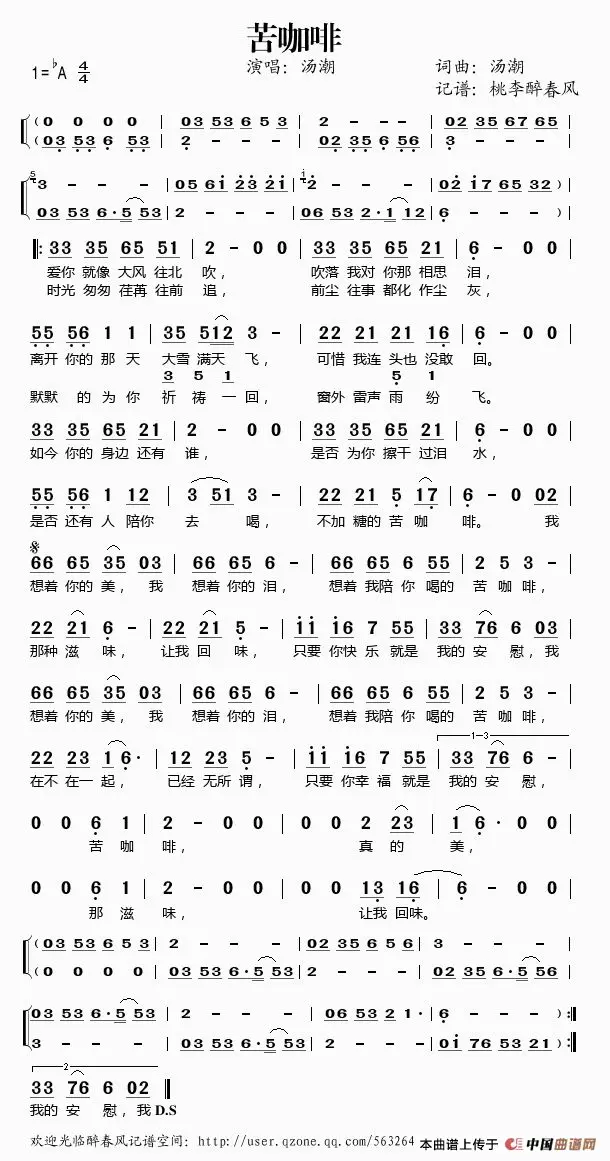 苦咖啡
演唱：汤潮 词曲：汤潮
1=♭A 4/4 记谱：桃李醉春风
( 0 0 0 0 | 03 53 6 53 | 2 - - - | 02 35 67 65 |
( 03 53 6 53 | 2 - - - | 02 35 6 56 | 3 - - - |
5 3 - - - | 05 61 23 21 | 1 2 - - - | 02 17 65 32 ) |
03 53 6·5 53 | 2 - - - | 06 53 2·1 12 | 6 - - - ) |
‖: 33 35 65 51 | 2 - 0 0 | 33 35 65 21 | 6 - 0 0 |
爱你 就像 大风 往北 吹， 吹落 我对 你那 相思 泪，
时光 匆匆 荏苒 往前 追， 前尘 往事 都化 作尘 灰，
55 56 1 1 | 35 512 3 - | 22 21 21 16 | 6 - 0 0 |
离开 你的 那 天 大雪 满天 飞， 可惜 我连 头也 没敢 回。
3 5 1 5 1
默默 的 为 你 祈 祷 一 回， 窗外 雷声 雨 纷 飞。
33 35 65 21 | 2 - 0 0 | 33 35 65 21 | 6 - 0 0 |
如今 你的 身边 还有 谁， 是否 为你 擦干 过泪 水，
55 56 1 12 | 3 51 3 - | 22 21 5 17 | 6 - 0 02 |
是否 还有 人 陪你 去 喝， 不加 糖的 苦 咖 啡。 我
66 65 35 03 | 66 65 6 - | 66 65 6 55 | 2 5 3 - |
想着 你的 美， 我 想着 你的 泪， 想着 我陪 你 喝的 苦 咖 啡，
22 21 6 - | 22 21 5 - | 11 16 7 55 | 33 76 6 03 |
那种 滋 味， 让我 回 味， 只要 你快 乐 就是 我的 安 慰，我
66 65 35 03 | 66 65 6 - | 66 65 6 55 | 2 5 3 - |
想着 你的 美， 我 想着 你的 泪， 想着 我陪 你 喝的 苦 咖 啡，
1-3
22 23 1 6· | 12 23 5 - | 11 16 7 55 | 33 76 6 - |
在不 在一 起， 已经 无所 谓， 只要 你幸 福 就是 我的 安 慰，
0 0 6 1 | 2 - 0 0 | 0 0 2 23 | 1 6· 0 0 |
苦 咖 啡， 真 的 美，
0 0 6 1 | 2 - 0 0 | 0 0 13 16 | 6 - 0 0 |
那 滋 味， 让我 回味。
( 03 53 6 53 | 2 - - - | 02 35 6 56 | 3 - - - |
( 0 0 0 0 | 03 53 6·5 53 | 2 - - - | 02 35 6·5 56 |
03 53 6·5 53 | 2 - - - | 06 53 21· | 6 - - - ) :‖
3 - - - | 03 53 6·5 53 | 2 - - - | 01 76 53 21 ) :‖
2
33 76 6 02 ‖
我的 安 慰，我 D.S
欢迎光临醉春风记谱空间：http://user.qzone.qq.com/563264 本曲谱上传于 中国曲谱网